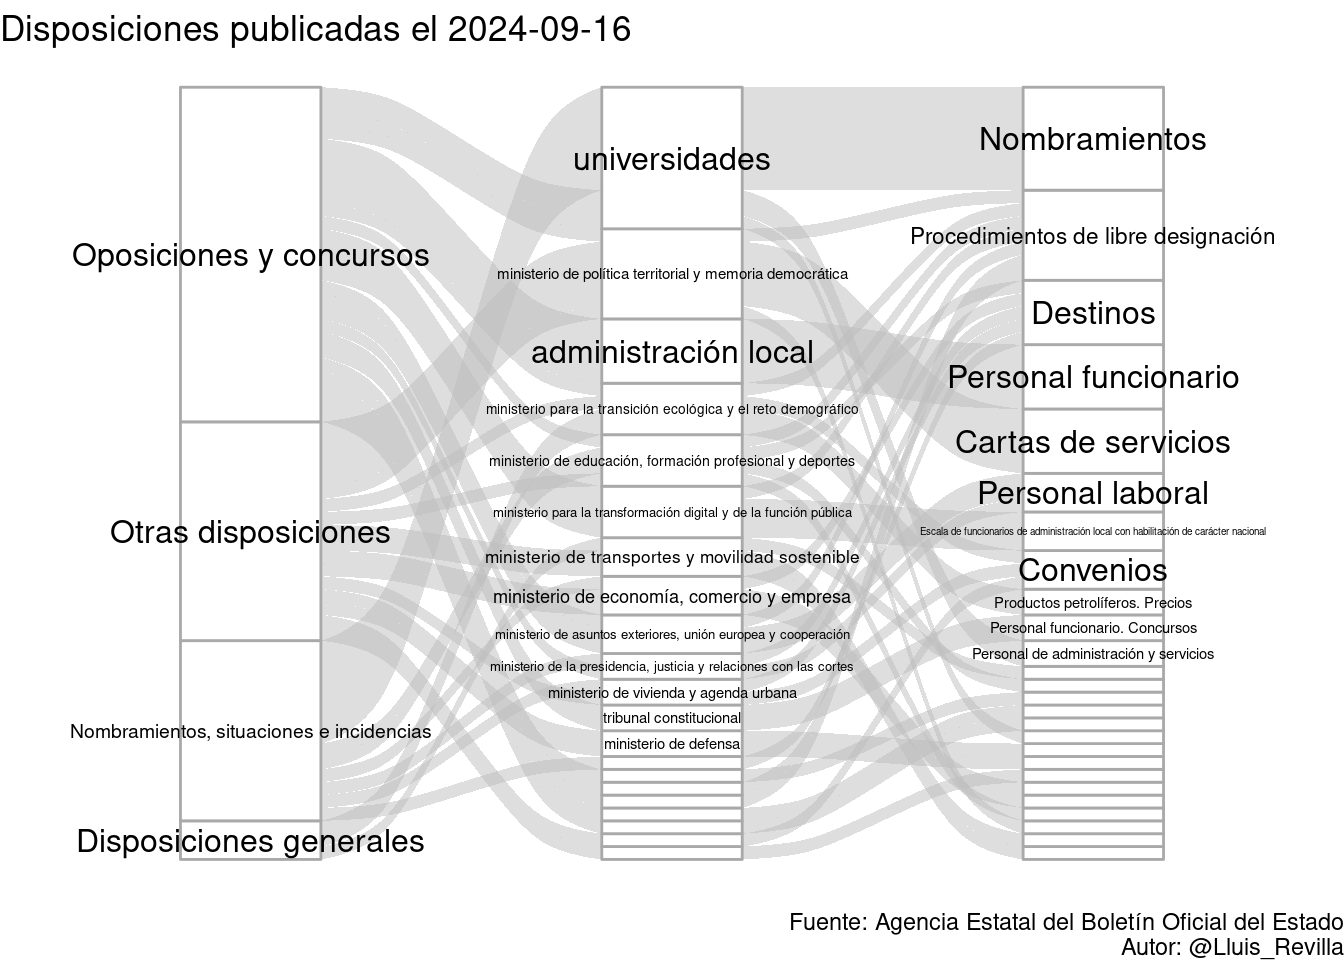 Disposiciones publicadas el 2024-09-16
Oposiciones y concursos
Otras disposiciones
Nombramientos, situaciones e incidencias
Disposiciones generales
universidades
ministerio de política territorial y memoria democrática
administración local
ministerio para la transición ecológica y el reto demográfico
ministerio de educación, formación profesional y deportes
ministerio para la transformación digital y de la función pública
ministerio de transportes y movilidad sostenible
ministerio de economía, comercio y empresa
ministerio de asuntos exteriores, unión europea y cooperación
ministerio de la presidencia, justicia y relaciones con las cortes
ministerio de vivienda y agenda urbana
tribunal constitucional
ministerio de defensa
Nombramientos
Procedimientos de libre designación
Destinos
Personal funcionario
Cartas de servicios
Personal laboral
Escala de funcionarios de administración local con habilitación de carácter nacional
Convenios
Productos petrolíferos. Precios
Personal funcionario. Concursos
Personal de administración y servicios
Fuente: Agencia Estatal del Boletín Oficial del Estado
Autor: @Lluis_Revilla